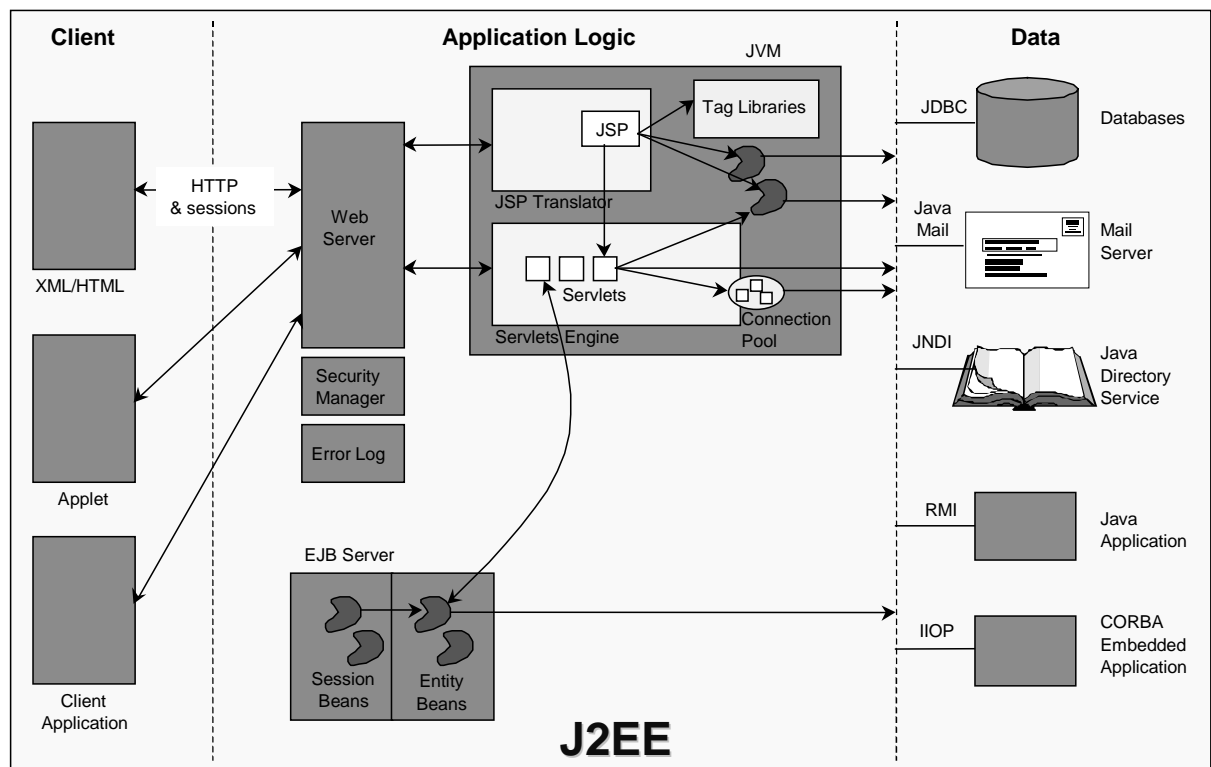 Client
Application Logic
Data
JVM
XML/HTML
Applet
Client
Application
HTTP
& sessions
Web
Server
Security
Manager
Error Log
JSP
JSP Translator
Tag Libraries
Servlets
Servlets Engine
Connection
Pool
EJB Server
Session
Beans
Entity
Beans
JDBC
Databases
Java
Mail
Mail
Server
JNDI
Java
Directory
Service
RMI
Java
Application
IIOP
CORBA
Embedded
Application
J2EE